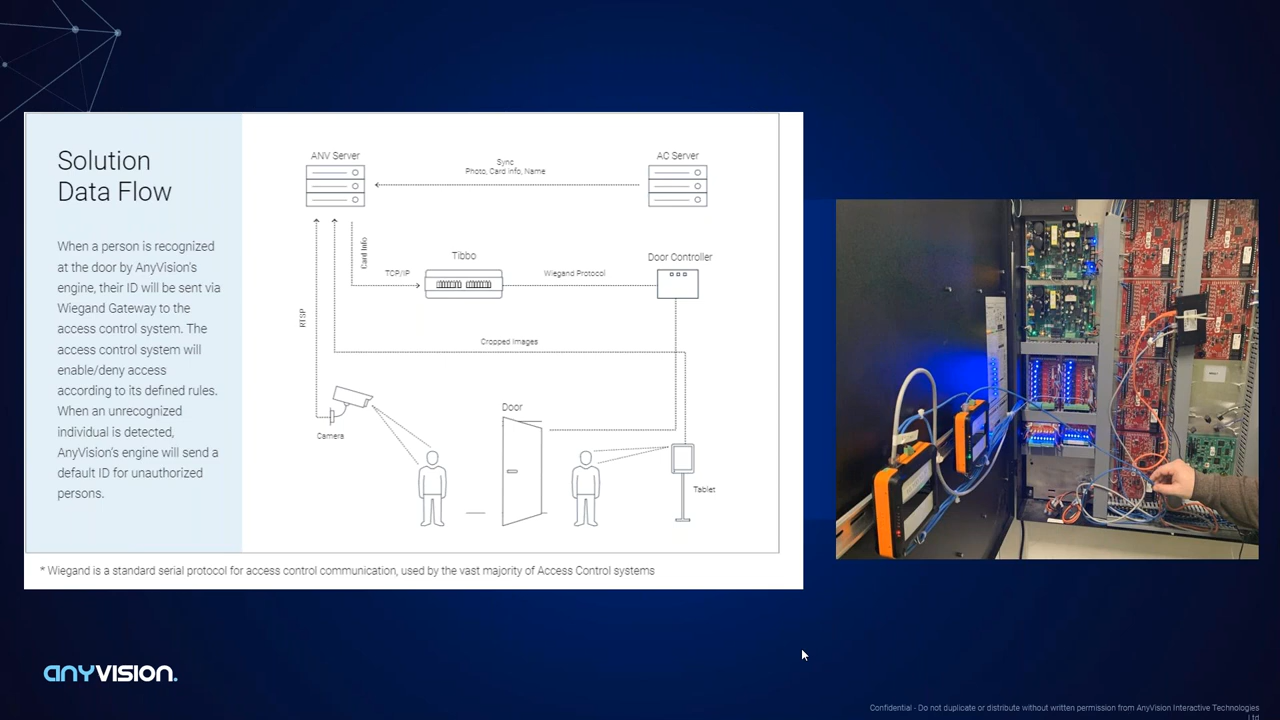 Solution
Data Flow
When a person is recognized
at the door by AnyVision's
engine, their ID will be sent via
Wiegand Gateway to the
access control system. The
access control system will
enable/deny access
according to its defined rules.
When an unrecognized
individual is detected,
AnyVision's engine will send a
default ID for unauthorized
persons.
ANV Server
Sync
Photo, Card info, Name
AC Server
Card Info
Tibbo
Door Controller
TCP/IP
Wiegand Protocol
RTSP
Cropped Images
Camera
Door
Tablet
* Wiegand is a standard serial protocol for access control communication, used by the vast majority of Access Control systems
anyvision.
Confidential - Do not duplicate or distribute without written permission from AnyVision Interactive Technologies
Ltd